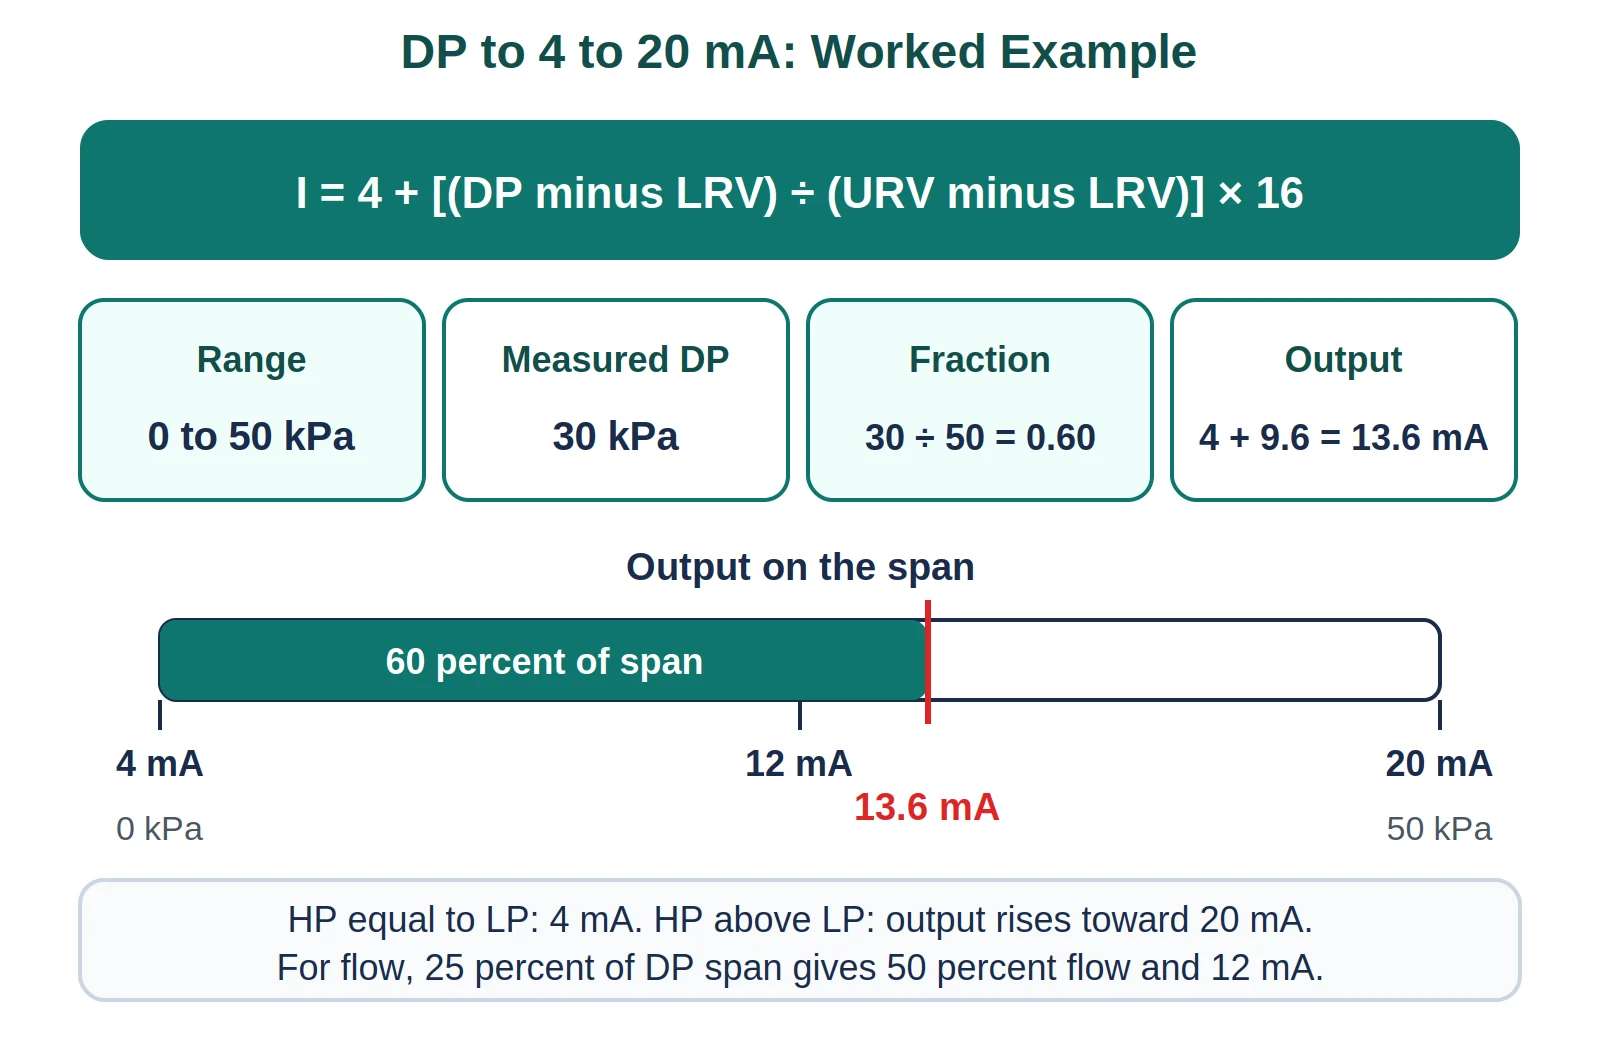 DP to 4 to 20 mA: Worked Example
I = 4 + [(DP minus LRV) ÷ (URV minus LRV)] × 16
Range
0 to 50 kPa
Measured DP
30 kPa
Fraction
30 ÷ 50 = 0.60
Output
4 + 9.6 = 13.6 mA
Output on the span
60 percent of span
4 mA
12 mA
20 mA
13.6 mA
0 kPa
50 kPa
HP equal to LP: 4 mA. HP above LP: output rises toward 20 mA.
For flow, 25 percent of DP span gives 50 percent flow and 12 mA.